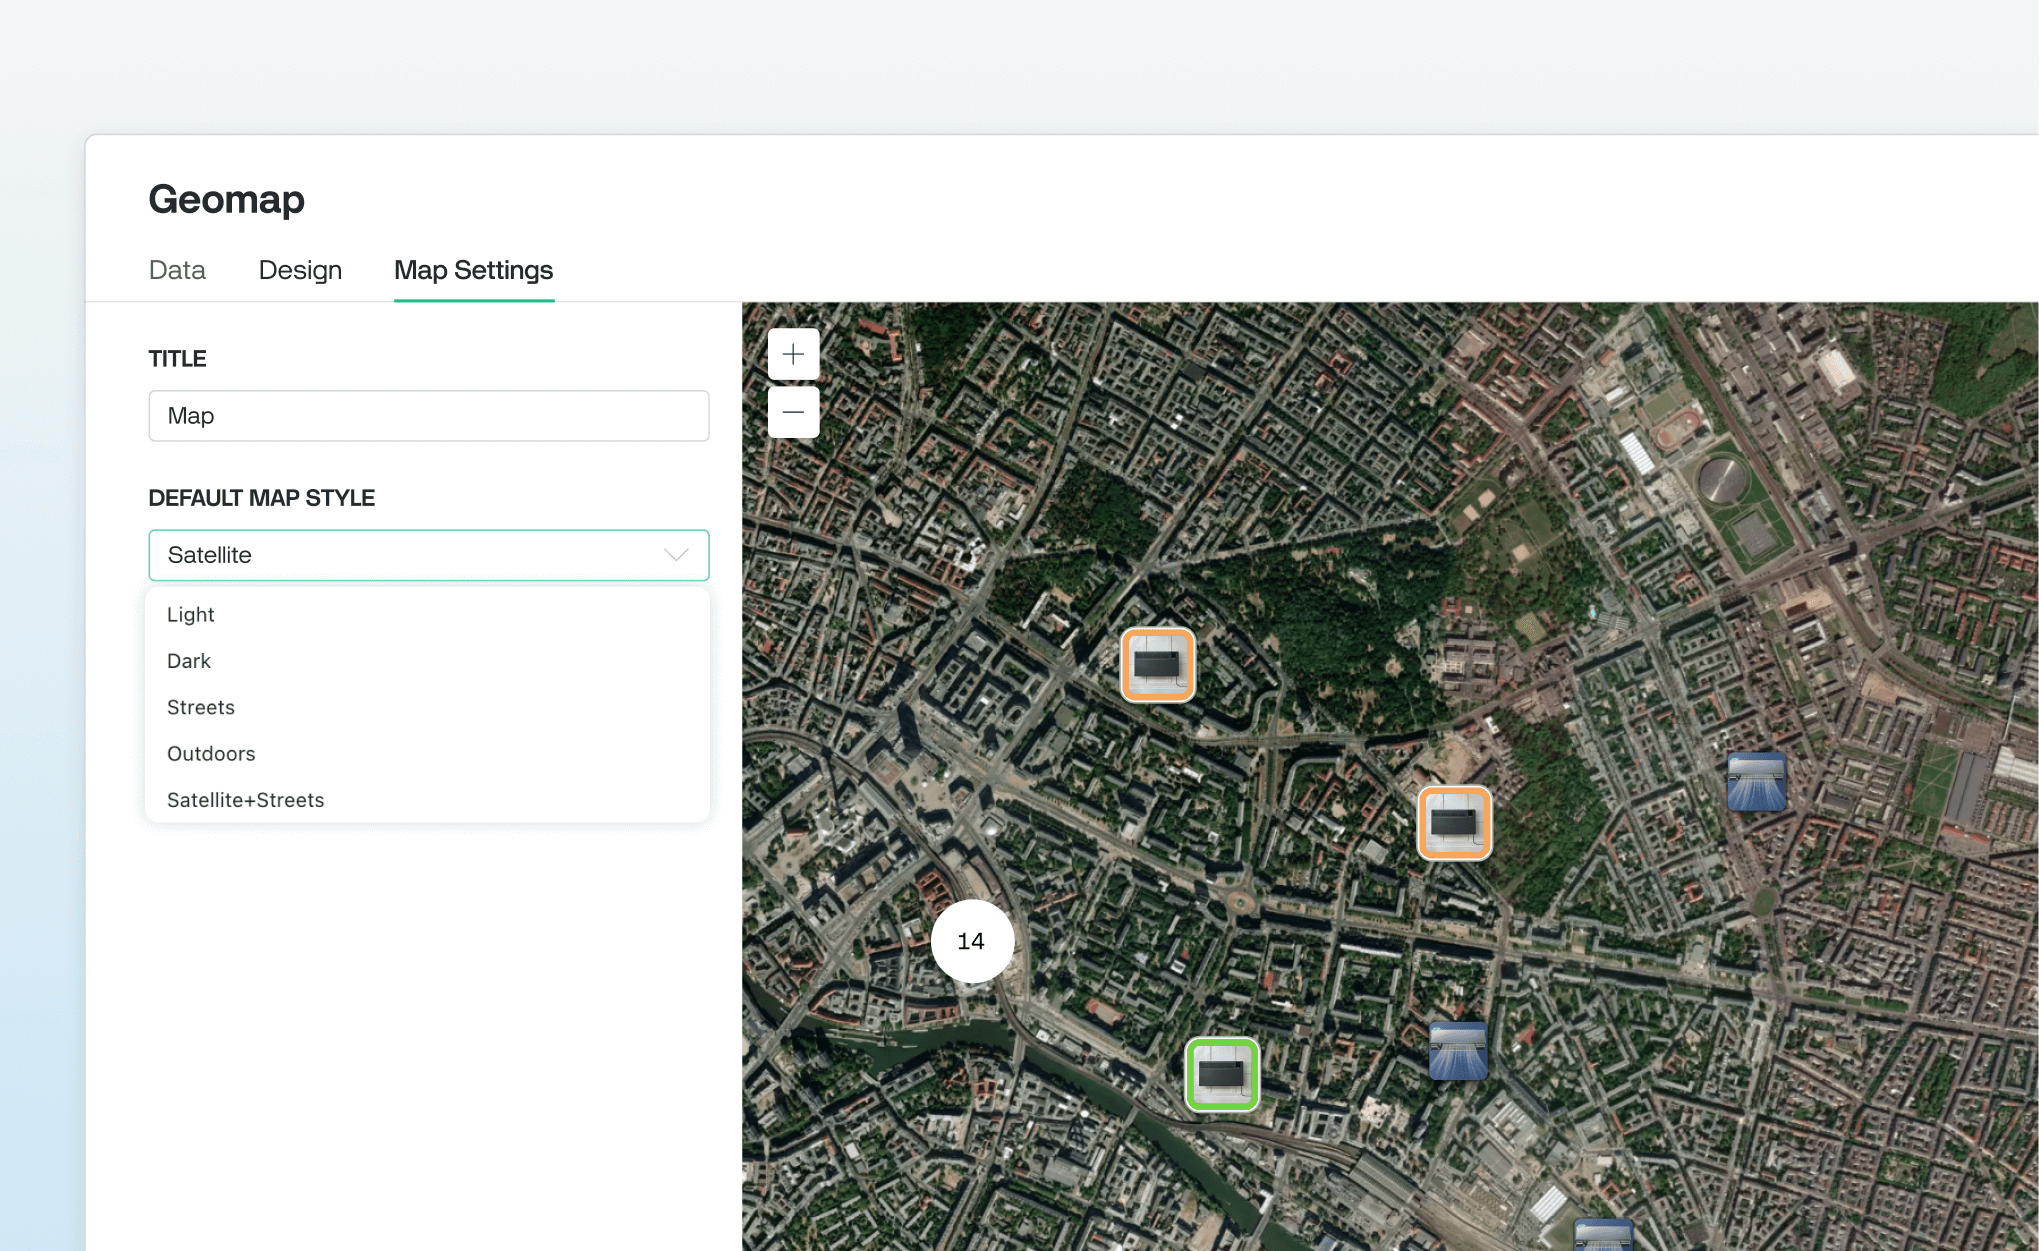 Geomap
Data Design Map Settings
TITLE
Map
DEFAULT MAP STYLE
Satellite
Light
Dark
Streets
Outdoors
Satellite+Streets
14